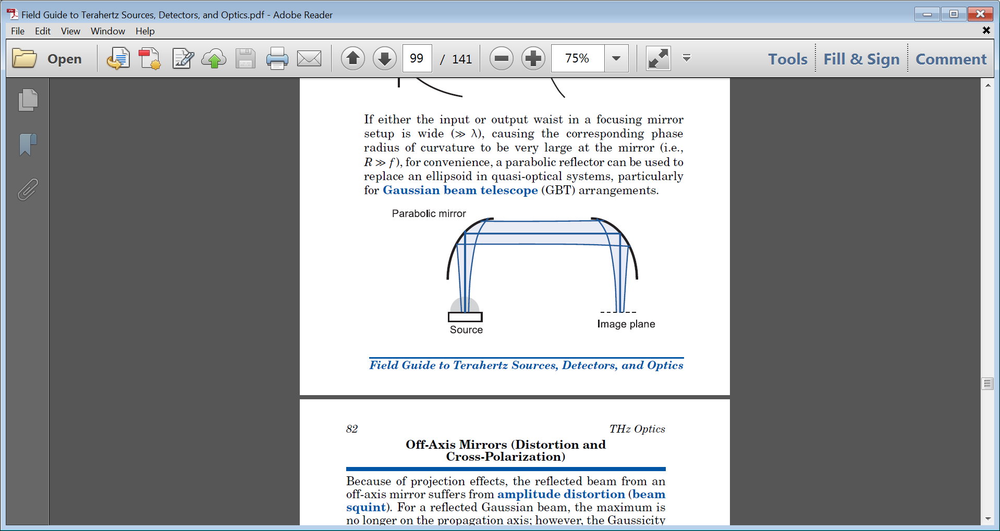 Field Guide to Terahertz Sources, Detectors, and Optics.pdf - Adobe Reader
File Edit View Window Help
Open 99 / 141 75% Tools Fill & Sign Comment
If either the input or output waist in a focusing mirror
setup is wide (≫ λ), causing the corresponding phase
radius of curvature to be very large at the mirror (i.e.,
R ≫ f), for convenience, a parabolic reflector can be used to
replace an ellipsoid in quasi-optical systems, particularly
for Gaussian beam telescope (GBT) arrangements.
Parabolic mirror
Source
Image plane
Field Guide to Terahertz Sources, Detectors, and Optics
82 THz Optics
Off-Axis Mirrors (Distortion and
Cross-Polarization)
Because of projection effects, the reflected beam from an
off-axis mirror suffers from amplitude distortion (beam
squint). For a reflected Gaussian beam, the maximum is
no longer on the propagation axis; however, the Gaussicity